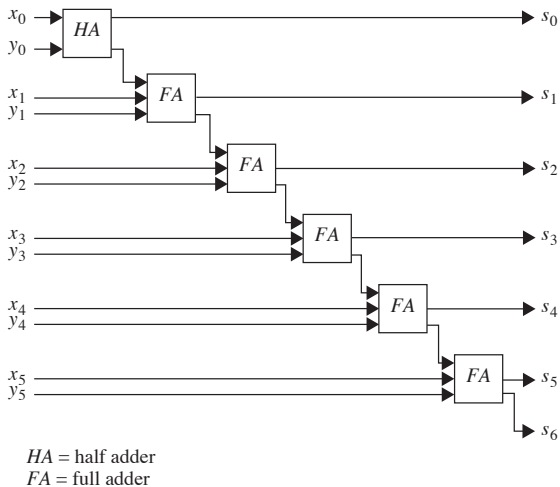 x₀ HA s₀
y₀
x₁ FA s₁
y₁
x₂ FA s₂
y₂
x₃ FA s₃
y₃
x₄ FA s₄
y₄
x₅ FA s₅
y₅
s₆
HA = half adder
FA = full adder